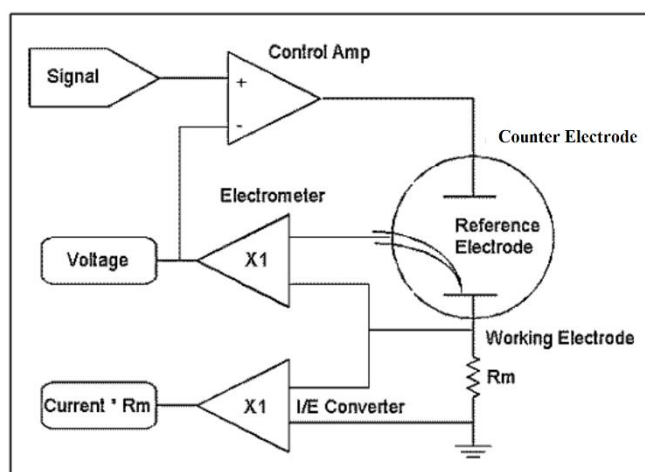 Control Amp
Signal
+
-
Counter Electrode
Electrometer
Reference
Electrode
Voltage
X1
Working Electrode
Rm
Current * Rm
X1
I/E Converter